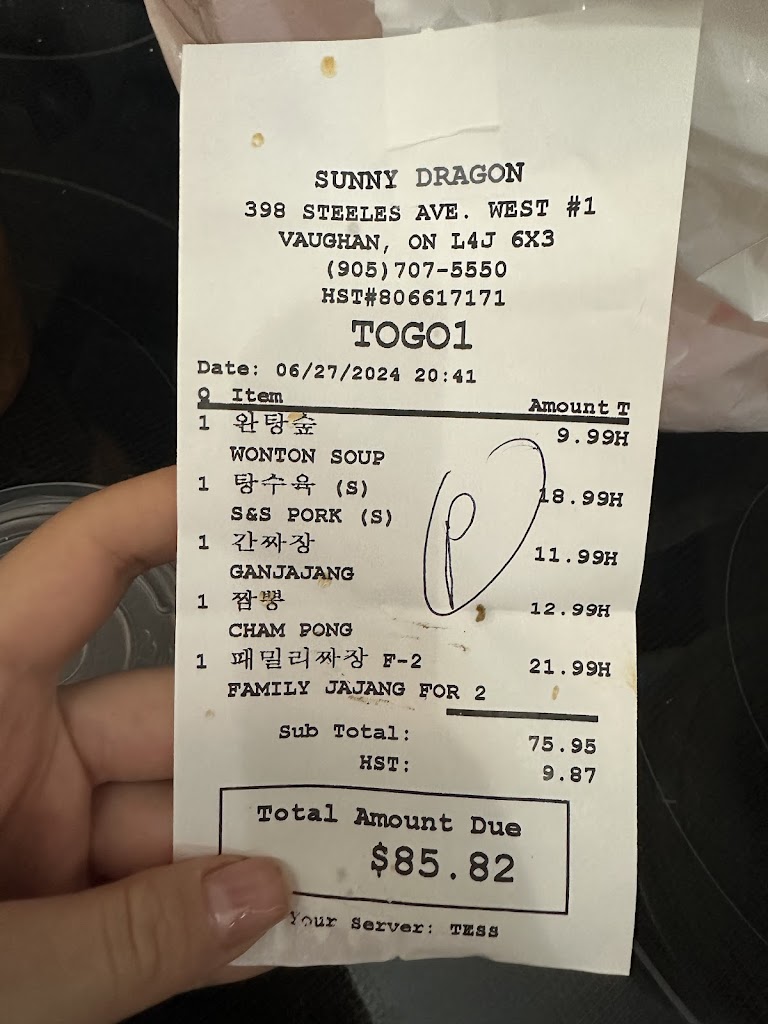 SUNNY DRAGON
398 STEELES AVE. WEST #1
VAUGHAN, ON L4J 6X3
(905)707-5550
HST#806617171
TOGO1
Date: 06/27/2024 20:41
Q Item Amount T
1 완탕숲 9.99H
WONTON SOUP
1 탕수육 (S) 18.99H
S&S PORK (S)
1 간짜장 11.99H
GANJAJANG
1 짬뽕 12.99H
CHAM PONG
1 패밀리짜장 F-2 21.99H
FAMILY JAJANG FOR 2
Sub Total: 75.95
HST: 9.87
Total Amount Due
$85.82
Your Server: TESS
P